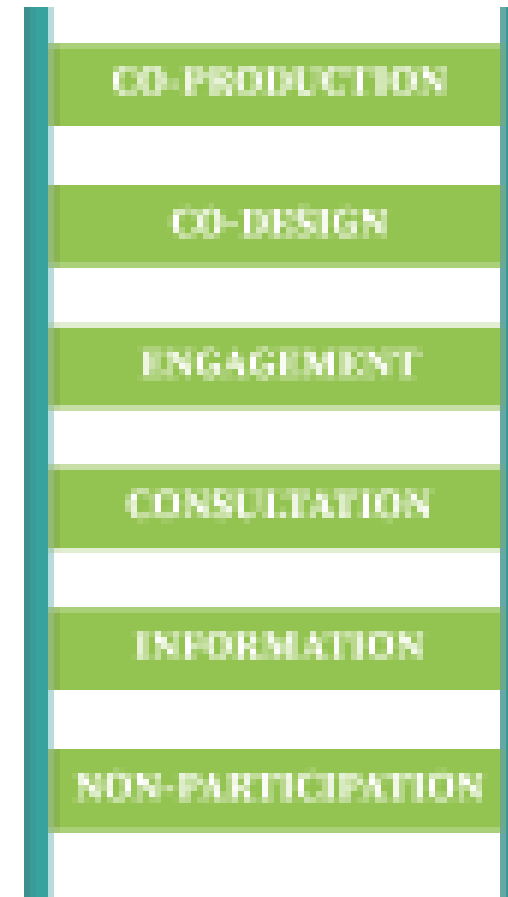 CO-PRODUCTION
CO-DESIGN
ENGAGEMENT
CONSULTATION
INFORMATION
NON-PARTICIPATION